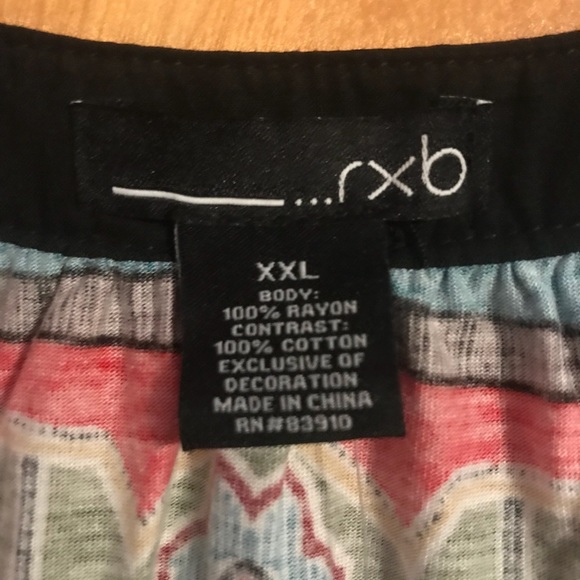 ...rxb
XXL
BODY:
100% RAYON
CONTRAST:
100% COTTON
EXCLUSIVE OF
DECORATION
MADE IN CHINA
RN#83910